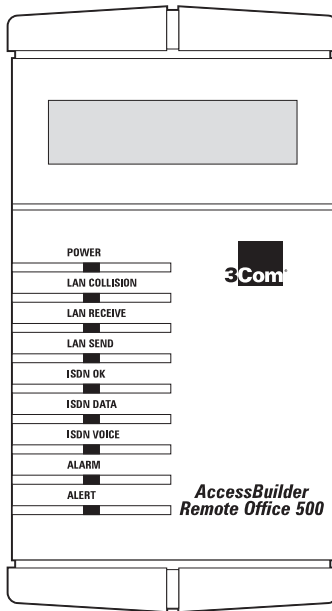 POWER
3Com
LAN COLLISION
LAN RECEIVE
LAN SEND
ISDN OK
ISDN DATA
ISDN VOICE
ALARM
ALERT
AccessBuilder
Remote Office 500